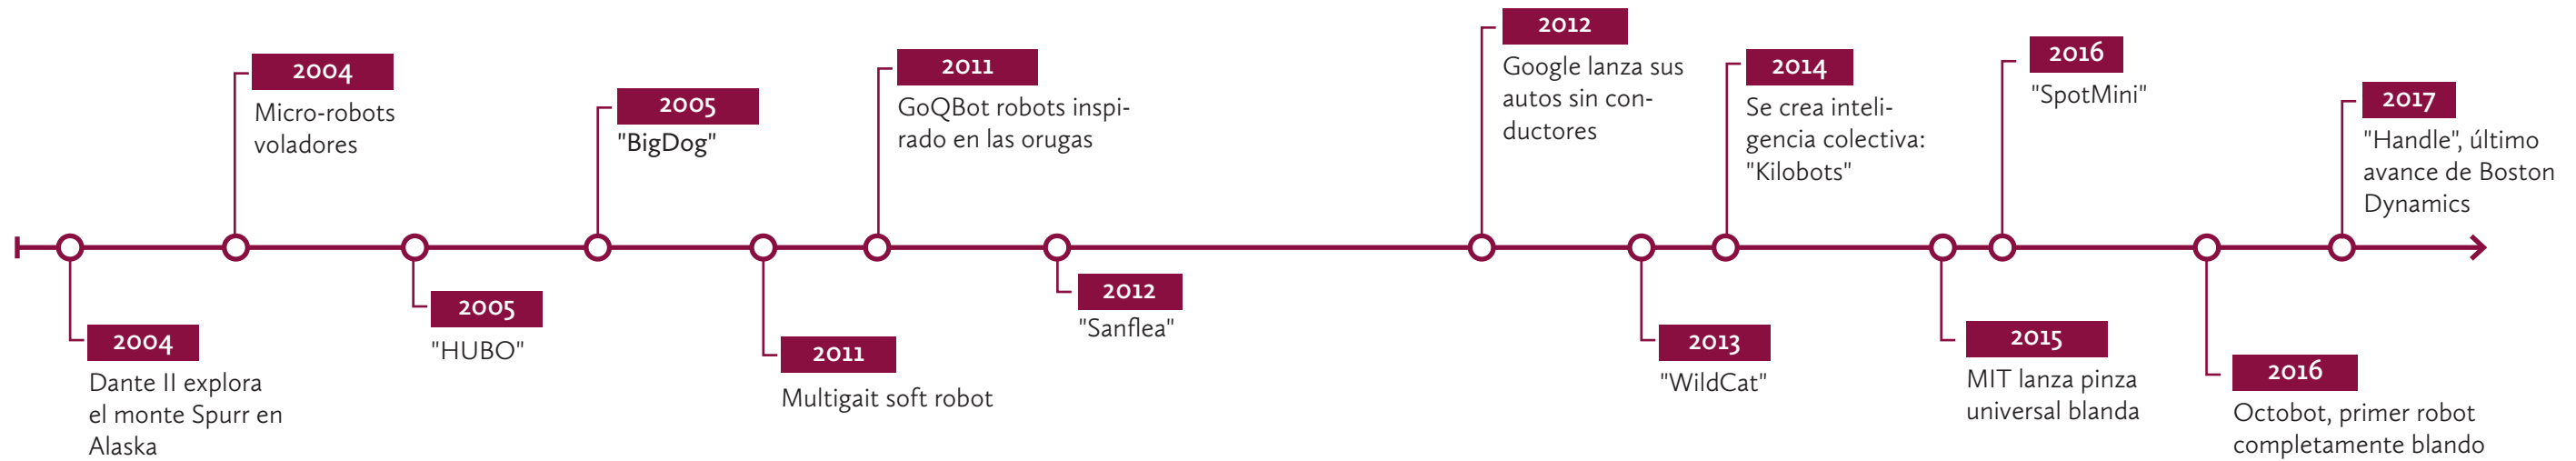 2004
Dante II explora
el monte Spurr en
Alaska
2004
Micro-robots
voladores
2005
"HUBO"
2005
"BigDog"
2011
Multigait soft robot
2011
GoQBot robots inspi-
rado en las orugas
2012
"Sanflea"
2012
Google lanza sus
autos sin con-
ductores
2013
"WildCat"
2014
Se crea inteli-
gencia colectiva:
"Kilobots"
2015
MIT lanza pinza
universal blanda
2016
"SpotMini"
2016
Octobot, primer robot
completamente blando
2017
"Handle", último
avance de Boston
Dynamics